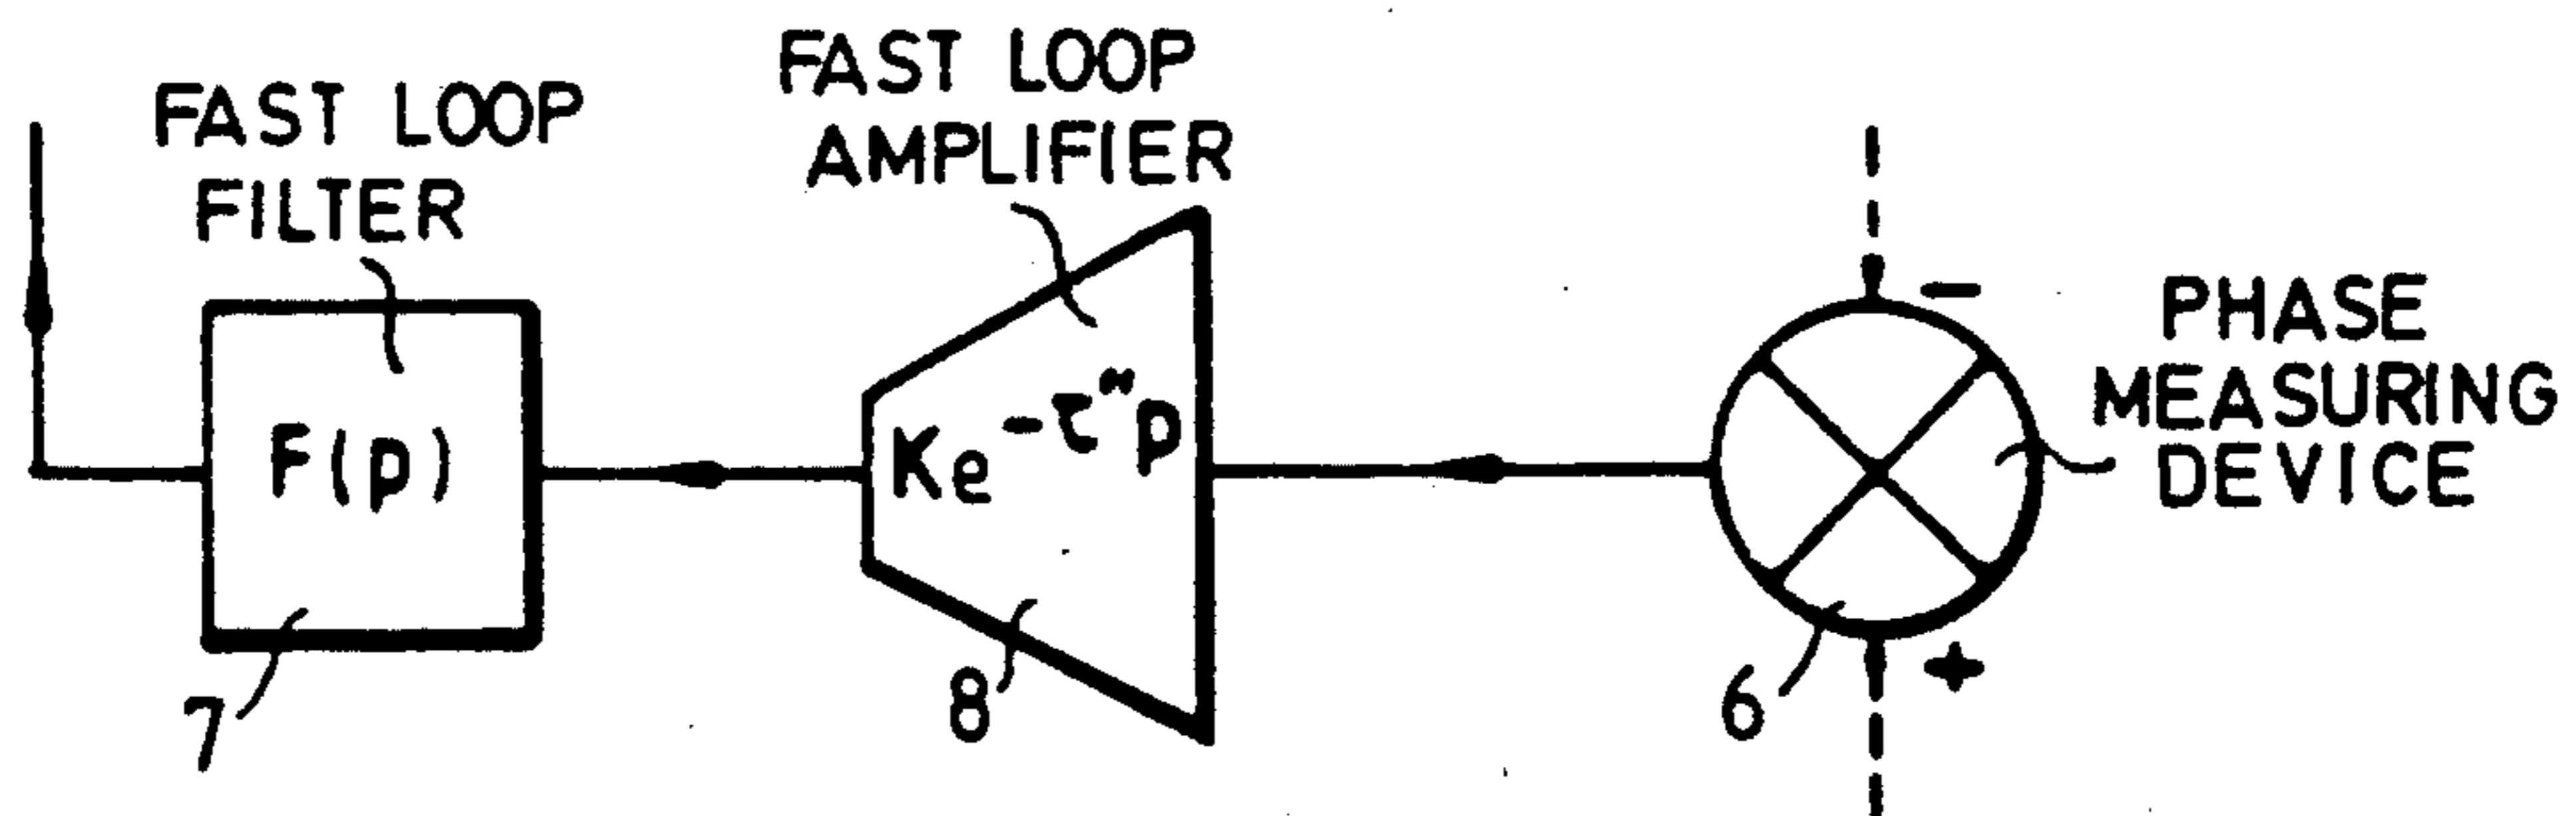 FAST LOOP
FILTER
FAST LOOP
AMPLIFIER
PHASE
MEASURING
DEVICE
-
F(p)
Ke^-τ"p
+
7
8
6